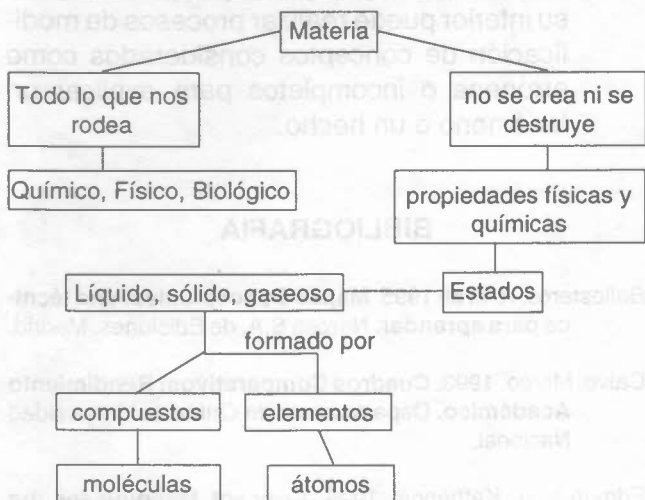 Materia
Todo lo que nos
rodea
no se crea ni se
destruye
Químico, Físico, Biológico
propiedades físicas y
químicas
Líquido, sólido, gaseoso
Estados
formado por
compuestos
elementos
moléculas
átomos